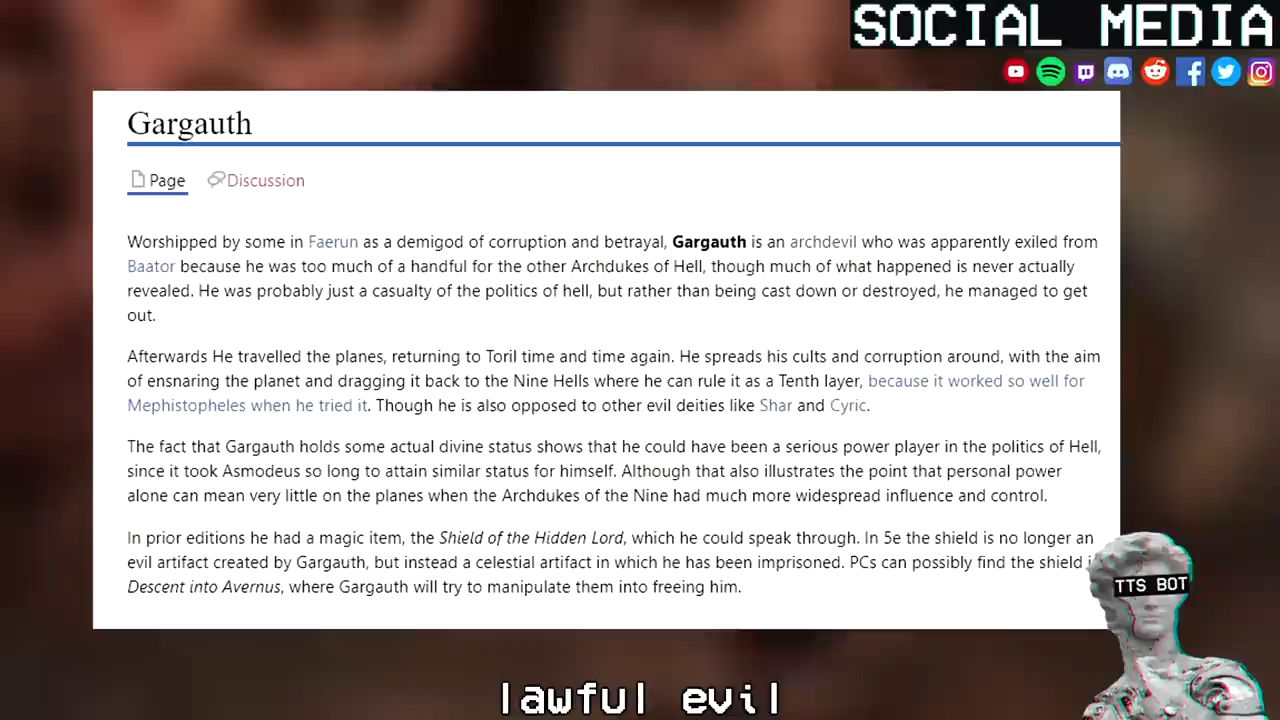 SOCIAL MEDIA
Gargauth
Page Discussion
Worshipped by some in Faerun as a demigod of corruption and betrayal, Gargauth is an archdevil who was apparently exiled from
Baator because he was too much of a handful for the other Archdukes of Hell, though much of what happened is never actually
revealed. He was probably just a casualty of the politics of hell, but rather than being cast down or destroyed, he managed to get
out.
Afterwards He travelled the planes, returning to Toril time and time again. He spreads his cults and corruption around, with the aim
of ensnaring the planet and dragging it back to the Nine Hells where he can rule it as a Tenth layer, because it worked so well for
Mephistopheles when he tried it. Though he is also opposed to other evil deities like Shar and Cyric.
The fact that Gargauth holds some actual divine status shows that he could have been a serious power player in the politics of Hell,
since it took Asmodeus so long to attain similar status for himself. Although that also illustrates the point that personal power
alone can mean very little on the planes when the Archdukes of the Nine had much more widespread influence and control.
In prior editions he had a magic item, the Shield of the Hidden Lord, which he could speak through. In 5e the shield is no longer an
evil artifact created by Gargauth, but instead a celestial artifact in which he has been imprisoned. PCs can possibly find the shield
Descent into Avernus, where Gargauth will try to manipulate them into freeing him.
TTS BOT
lawful evil